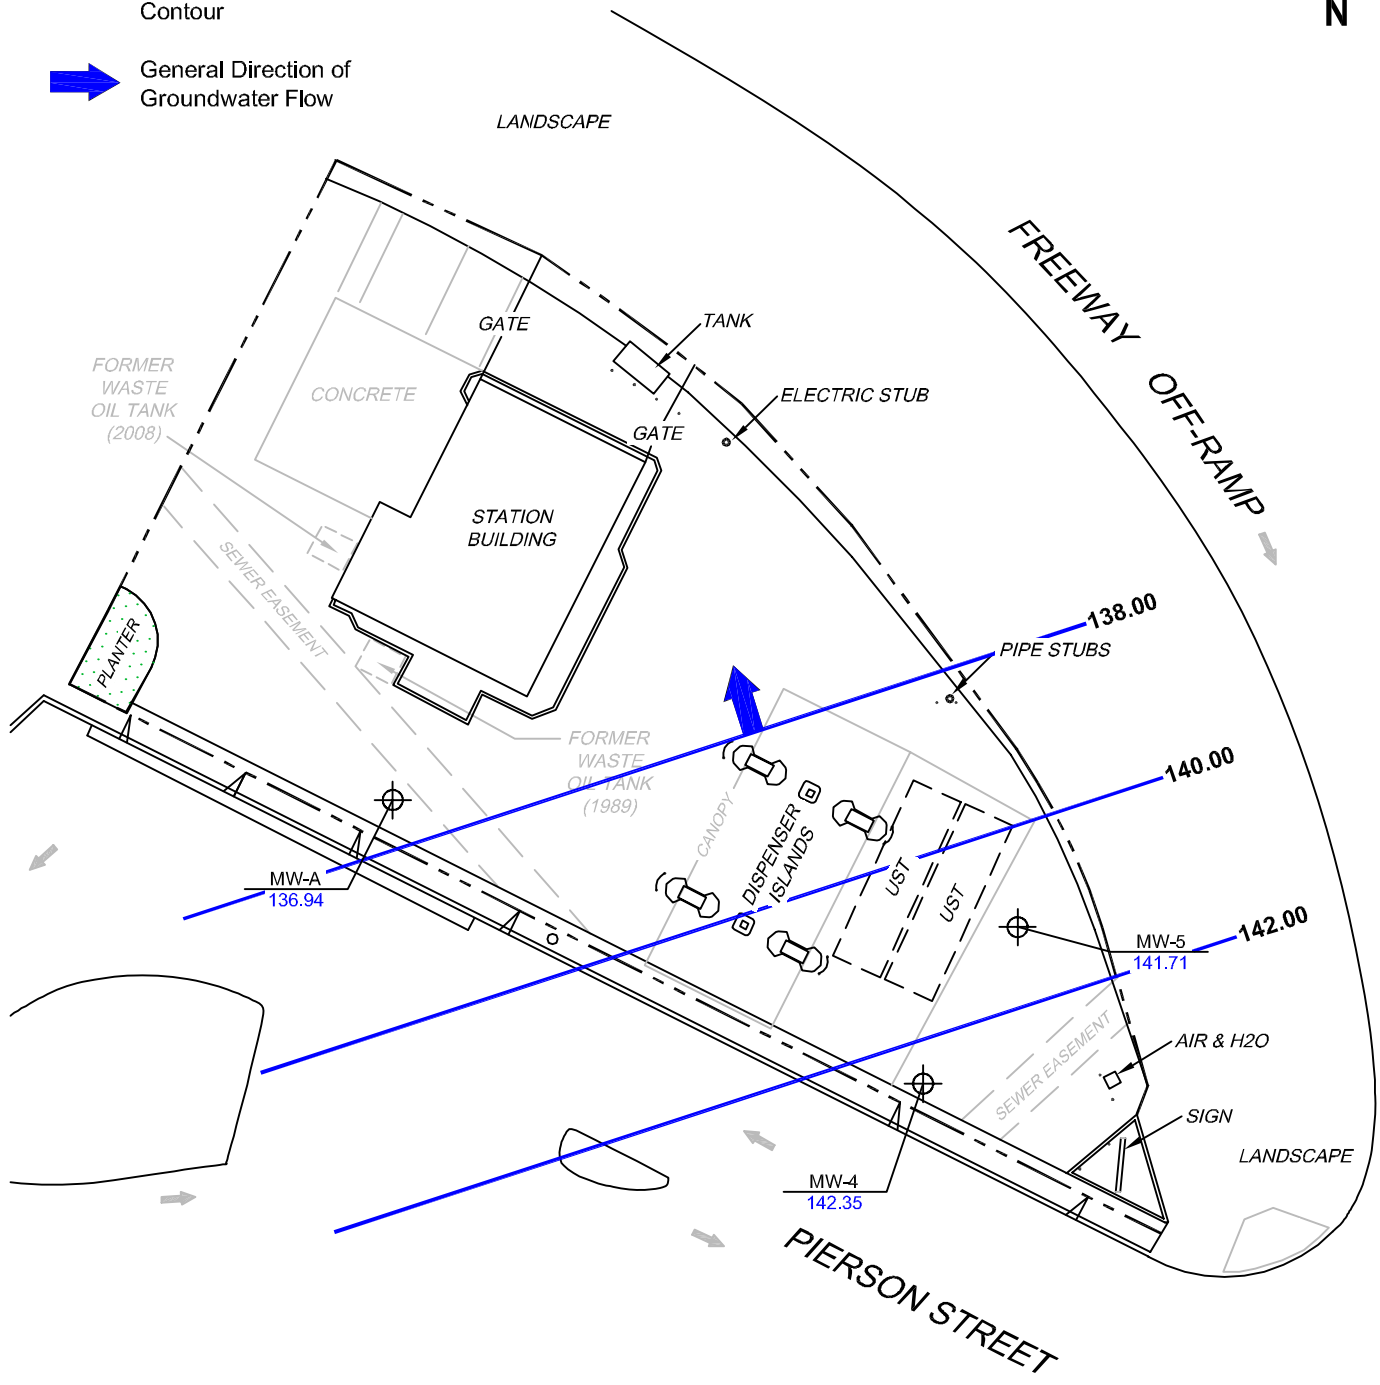 Contour
N
General Direction of
Groundwater Flow
LANDSCAPE
FREEWAY OFF-RAMP
GATE
TANK
FORMER
WASTE
OIL TANK
(2008)
CONCRETE
ELECTRIC STUB
GATE
STATION
BUILDING
SEWER EASEMENT
138.00
PLANTER
PIPE STUBS
FORMER
WASTE
OIL TANK
(1989)
140.00
CANOPY
DISPENSER
ISLANDS
UST
UST
MW-A
136.94
142.00
MW-5
141.71
SEWER EASEMENT
AIR & H2O
SIGN
LANDSCAPE
MW-4
142.35
PIERSON STREET